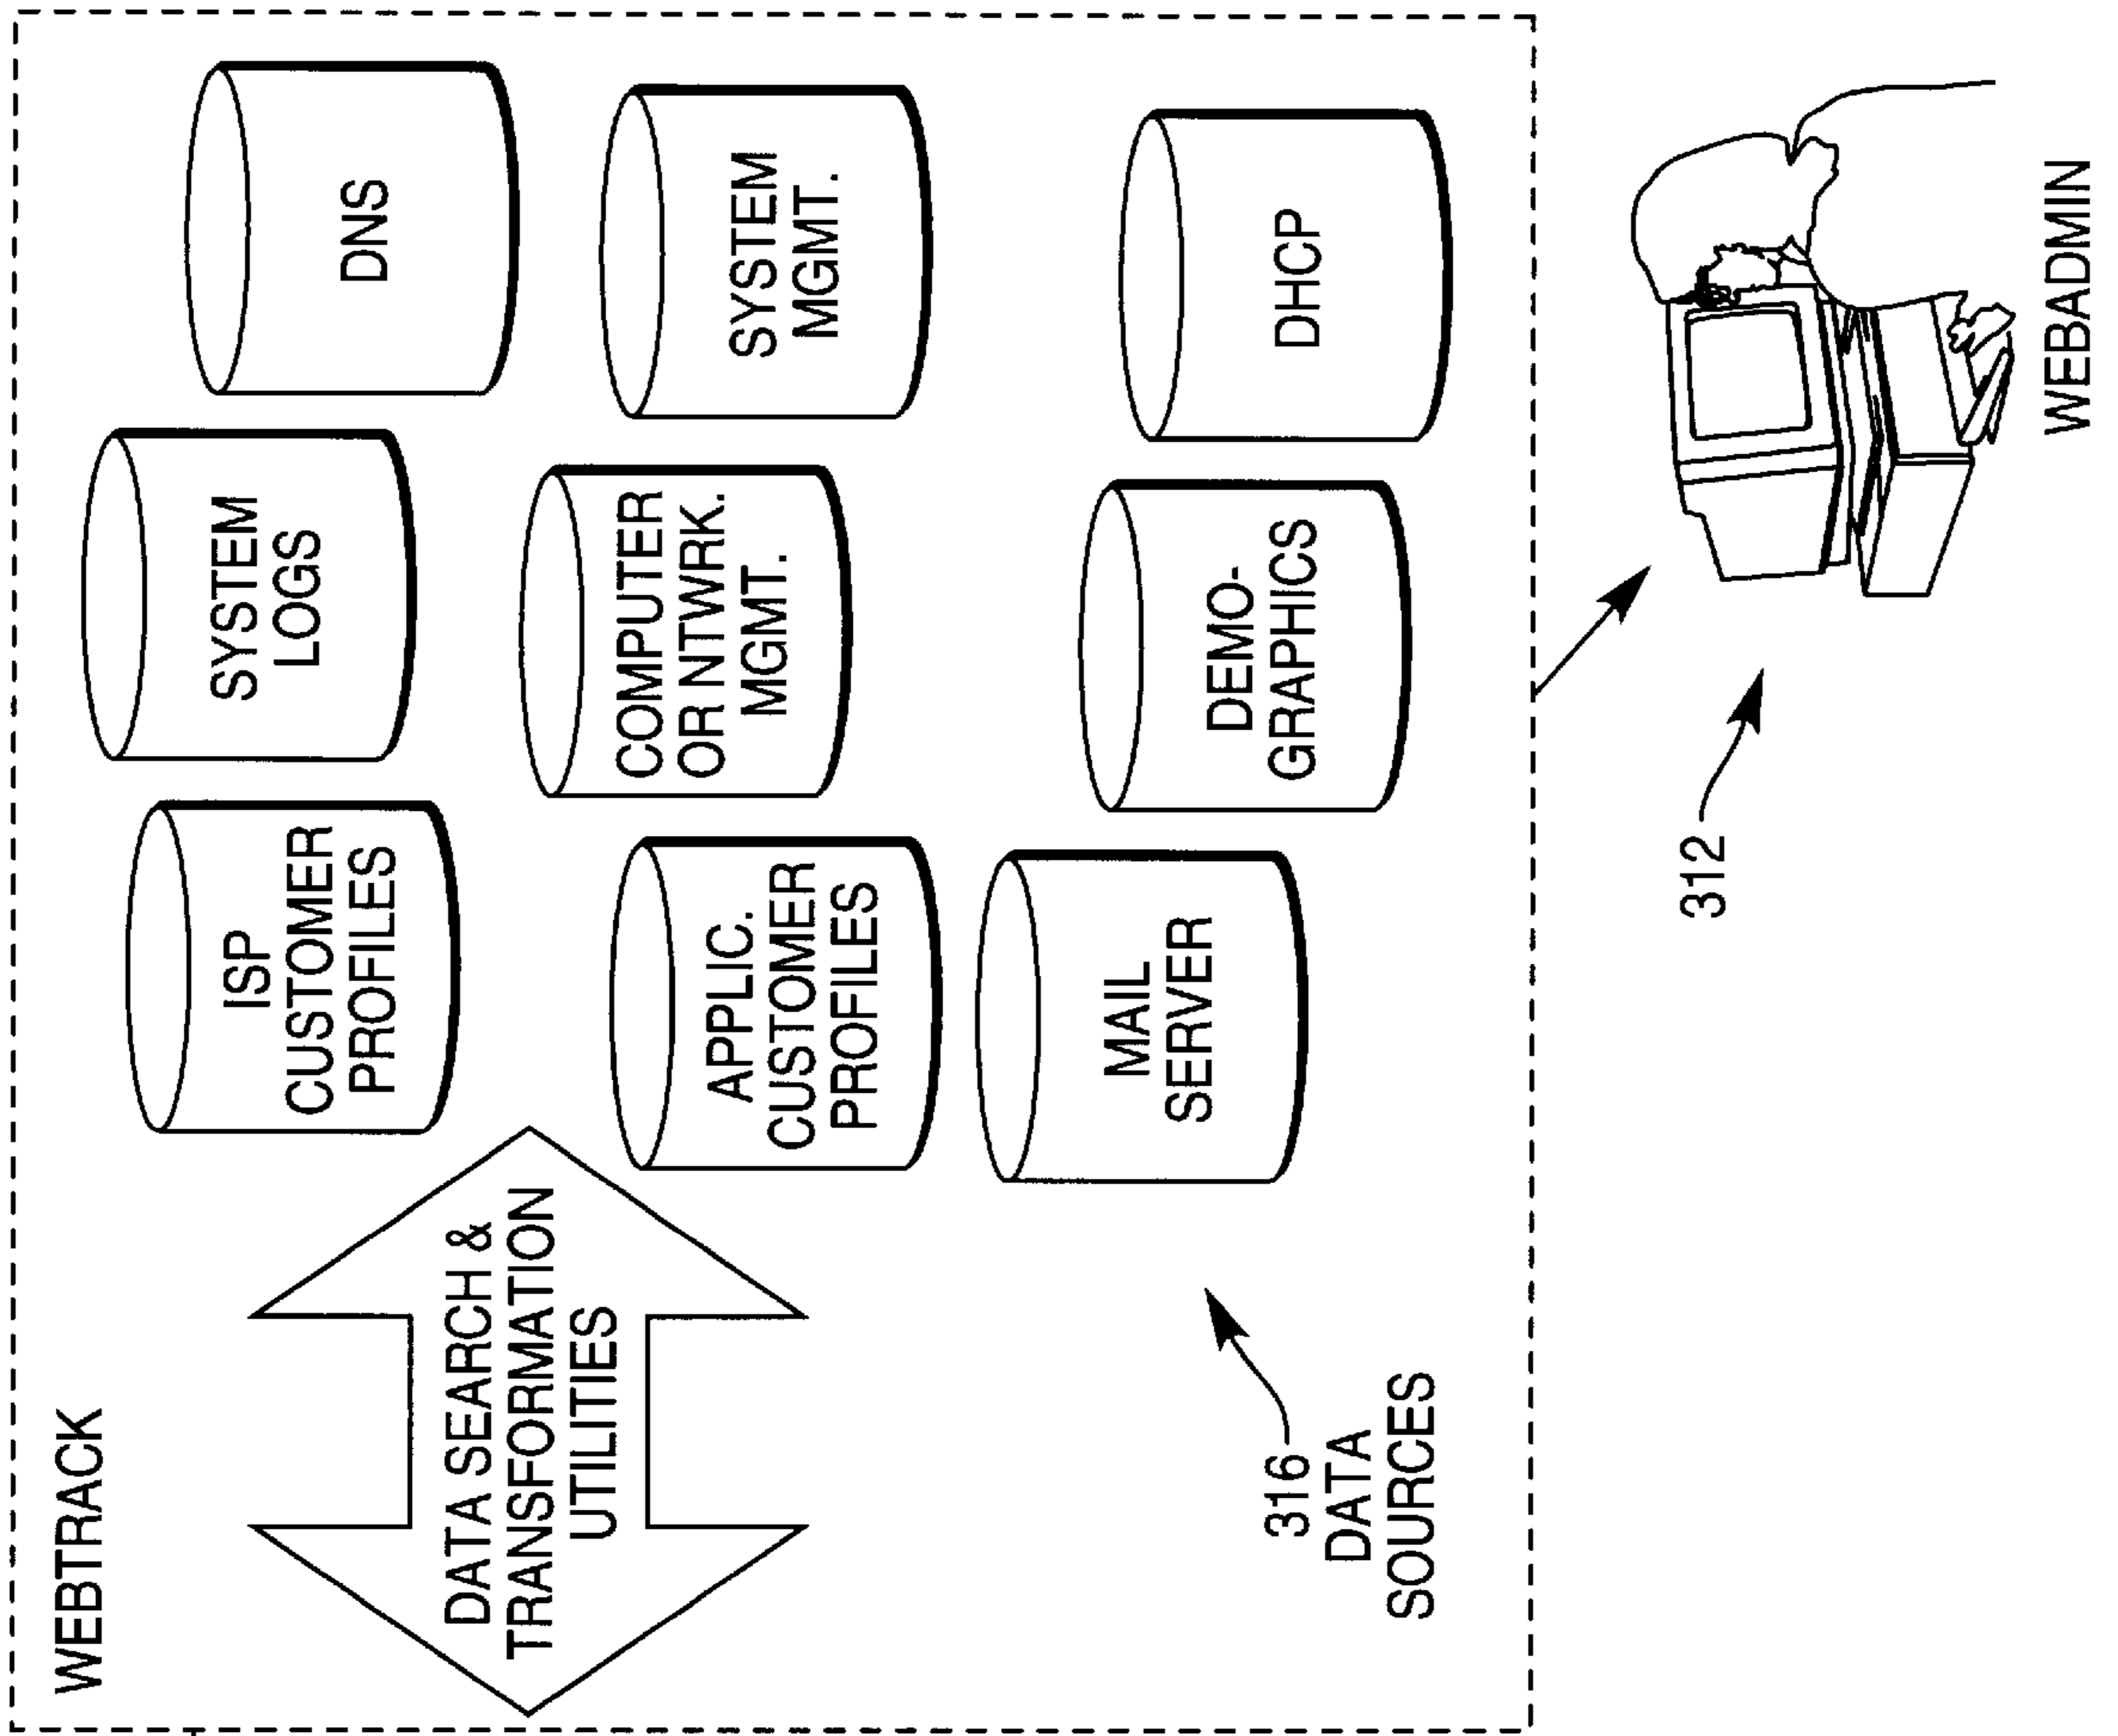 WEBTRACK
DATA SEARCH &
TRANSFORMATION
UTILITIES
ISP
CUSTOMER
PROFILES
SYSTEM
LOGS
DNS
APPLIC.
CUSTOMER
PROFILES
COMPUTER
OR NTWRK.
MGMT.
SYSTEM
MGMT.
MAIL
SERVER
DEMO-
GRAPHICS
DHCP
316
DATA
SOURCES
312
WEBADMIN